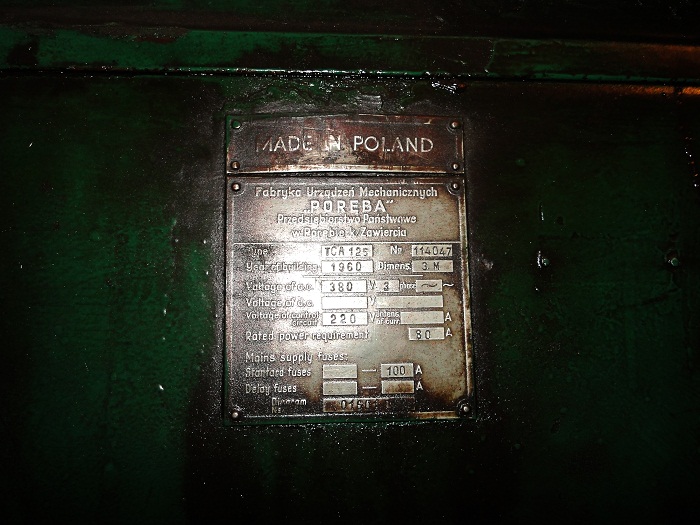 MADE IN POLAND
Fabryka Urządzeń Mechanicznych
„PORĘBA"
Przedsiębiorstwo Państwowe
w Porębie k/Zawiercia
Type TCA 125 No 114047
Year of building 1960 Dimens. 3 M
Voltage of a.c. 380 V. 3 phase ~ ~
Voltage of d.c. V
Voltage of control circuit 220 V Intens. of curr. A
Rated power requirement 80 A
Mains supply fuses:
Standard fuses — 100 A
Delay fuses — A
Diagram No